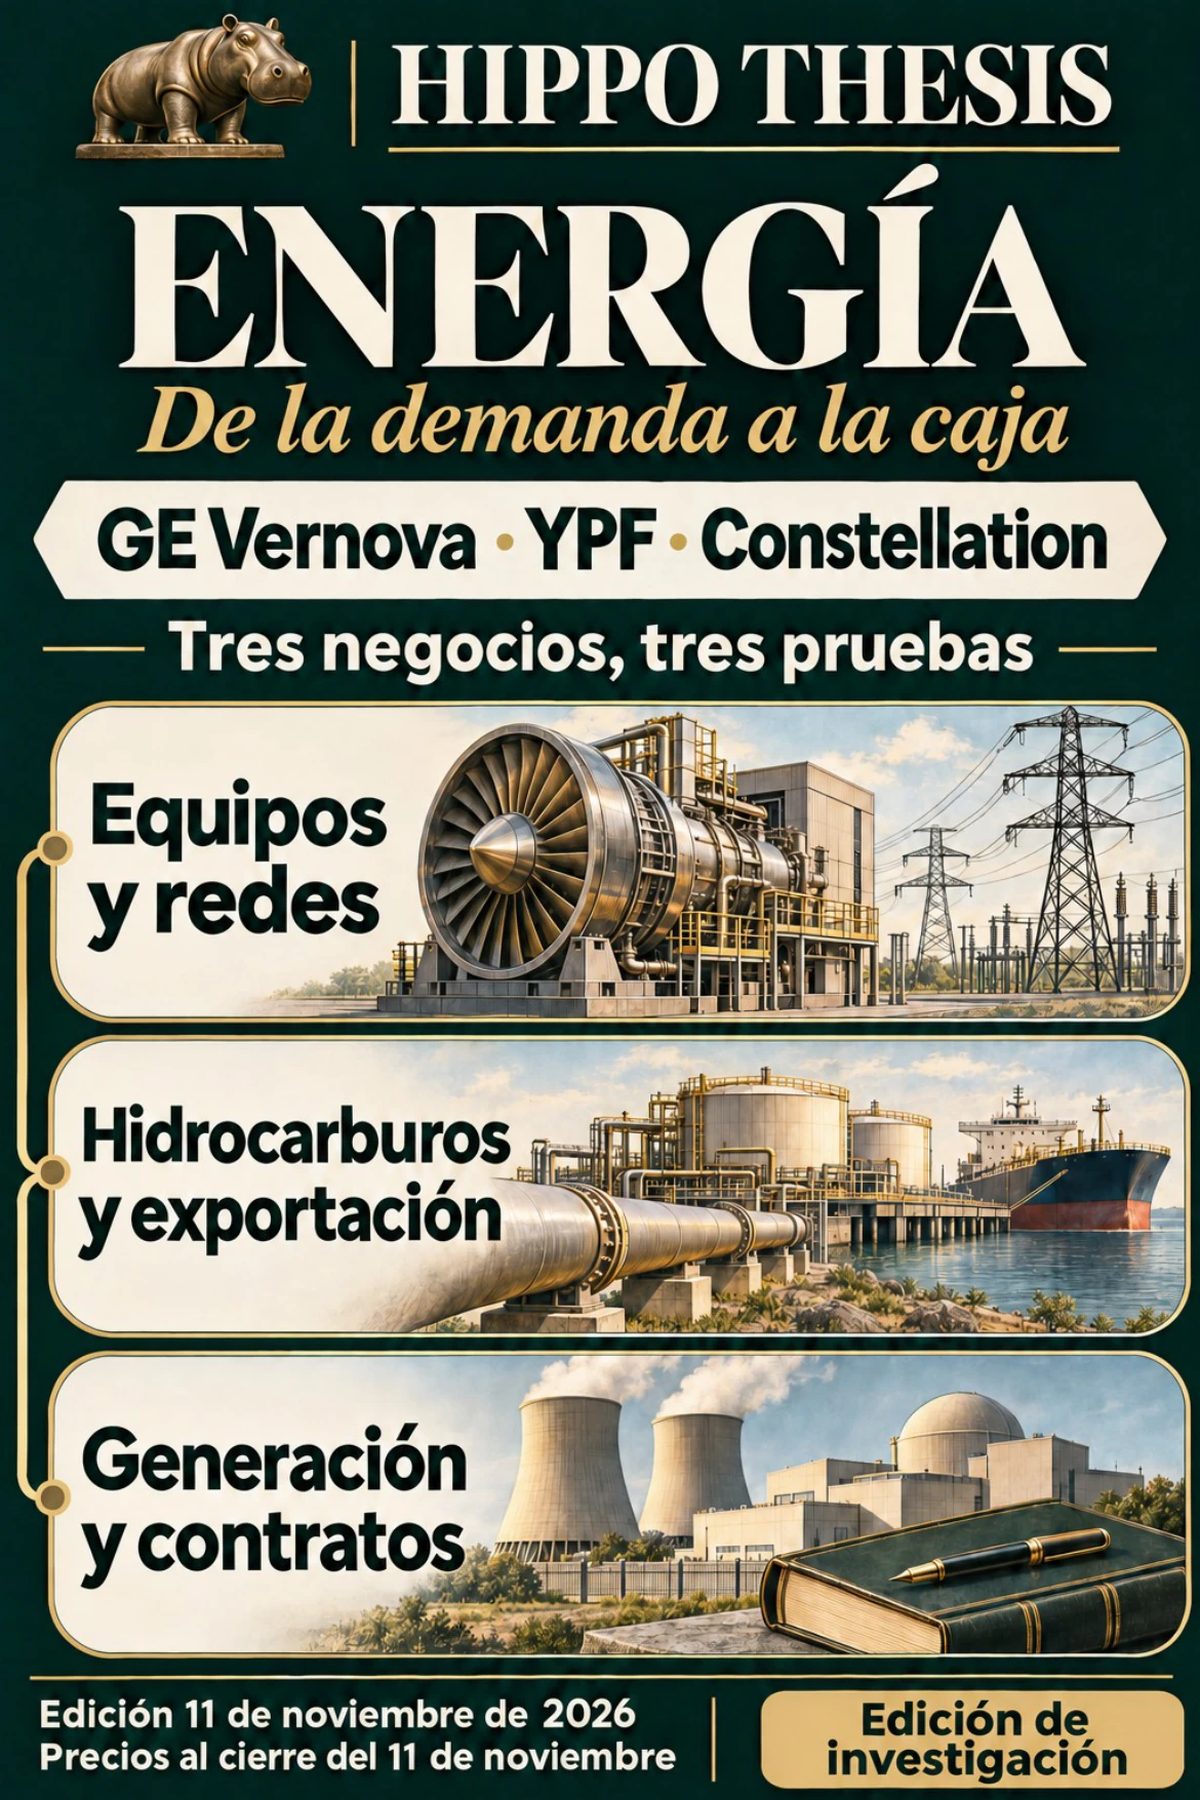 HIPPO THESIS
ENERGÍA
De la demanda a la caja
GE Vernova · YPF · Constellation
Tres negocios, tres pruebas
Equipos
y redes
Hidrocarburos
y exportación
Generación
y contratos
Edición 11 de noviembre de 2026
Precios al cierre del 11 de noviembre
Edición de
investigación